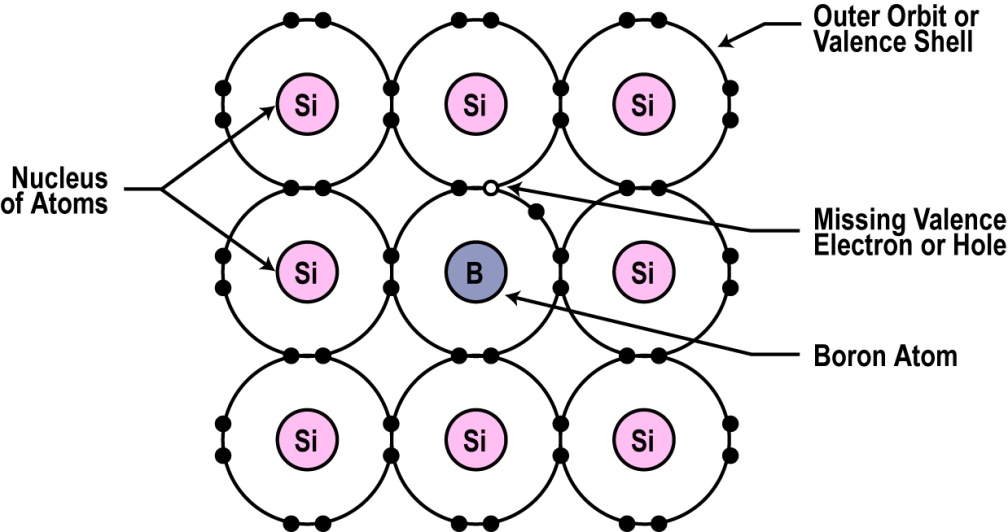 Outer Orbit or
Valence Shell
Si
Si
Si
Nucleus
of Atoms
Missing Valence
Electron or Hole
Si
B
Si
Boron Atom
Si
Si
Si